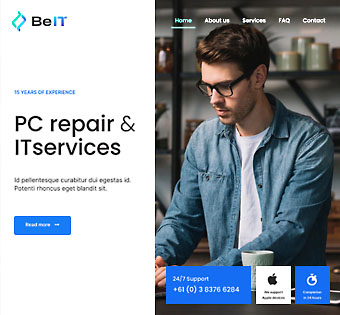 BeIT
Home About us Services FAQ Contact
15 YEARS OF EXPERIENCE
PC repair &
ITservices
Id pellentesque curabitur dui egestas id.
Potenti rhoncus eget blandit sit.
Read more →
24/7 Support
+61 (0) 3 8376 6284
We support
Apple devices
Completion
in 24 hours